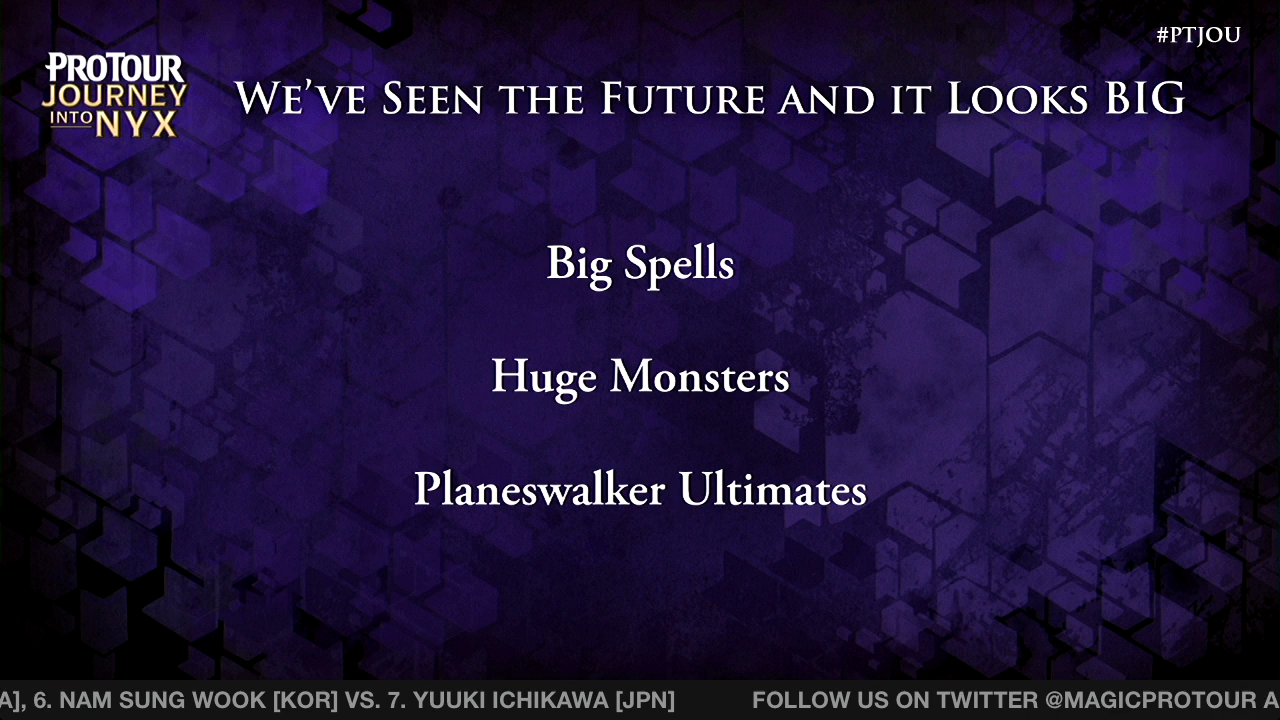 #PTJOU
PROTOUR
JOURNEY
INTO NYX
We’ve Seen the Future and it Looks BIG
Big Spells
Huge Monsters
Planeswalker Ultimates
A], 6. NAM SUNG WOOK [KOR] VS. 7. YUUKI ICHIKAWA [JPN] FOLLOW US ON TWITTER @MAGICPROTOUR A